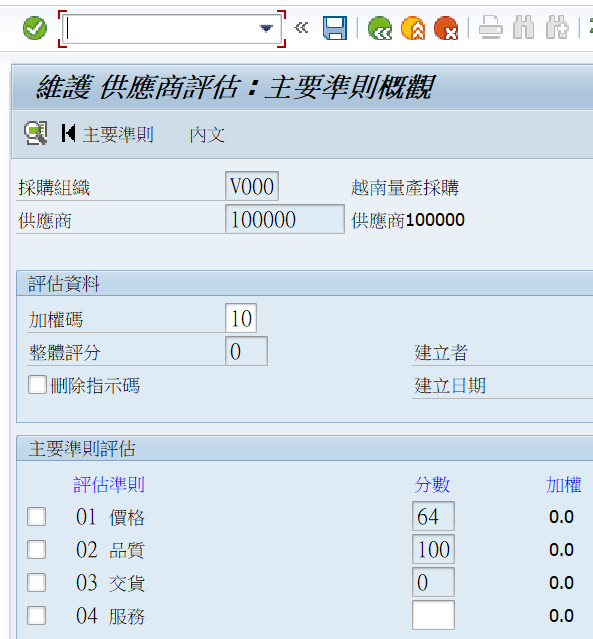 維護 供應商評估：主要準則概觀
主要準則 內文
採購組織 V000 越南量產採購
供應商 100000 供應商100000
評估資料
加權碼 10
整體評分 0 建立者
刪除指示碼 建立日期
主要準則評估
評估準則 分數 加權
01 價格 64 0.0
02 品質 100 0.0
03 交貨 0 0.0
04 服務 0.0